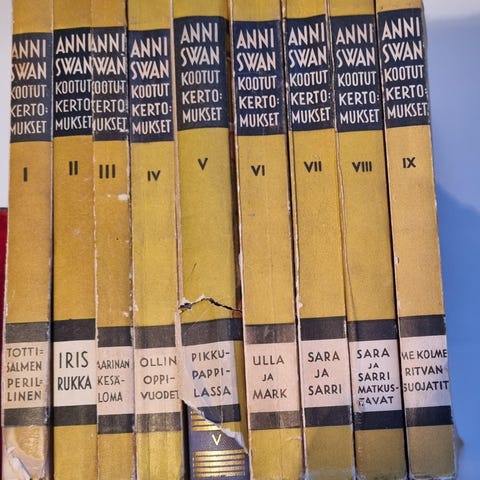 ANNI
SWAN
KOOTUT
KERTO:
MUKSET
I
TOTTI=
SALMEN
PERIL=
LINEN
ANNI
SWAN
KOOTUT
KERTO:
MUKSET
II
IRIS
RUKKA
ANNI
SWAN
KOOTUT
KERTO:
MUKSET
III
AARINAN
KESÄ=
LOMA
ANNI
SWAN
KOOTUT
KERTO:
MUKSET
IV
OLLIN
OPPI=
VUODET
ANNI
SWAN
KOOTUT
KERTO:
MUKSET
V
PIKKU=
PAPPI=
LASSA
V
ANNI
SWAN
KOOTUT
KERTO:
MUKSET
VI
ULLA
JA
MARK
ANNI
SWAN
KOOTUT
KERTO:
MUKSET
VII
SARA
JA
SARRI
ANNI
SWAN
KOOTUT
KERTO:
MUKSET
VIII
SARA
JA
SARRI
MATKUS=
TAVAT
ANNI
SWAN
KOOTUT
KERTO:
MUKSET
IX
ME KOLME
RITVAN
SUOJATIT